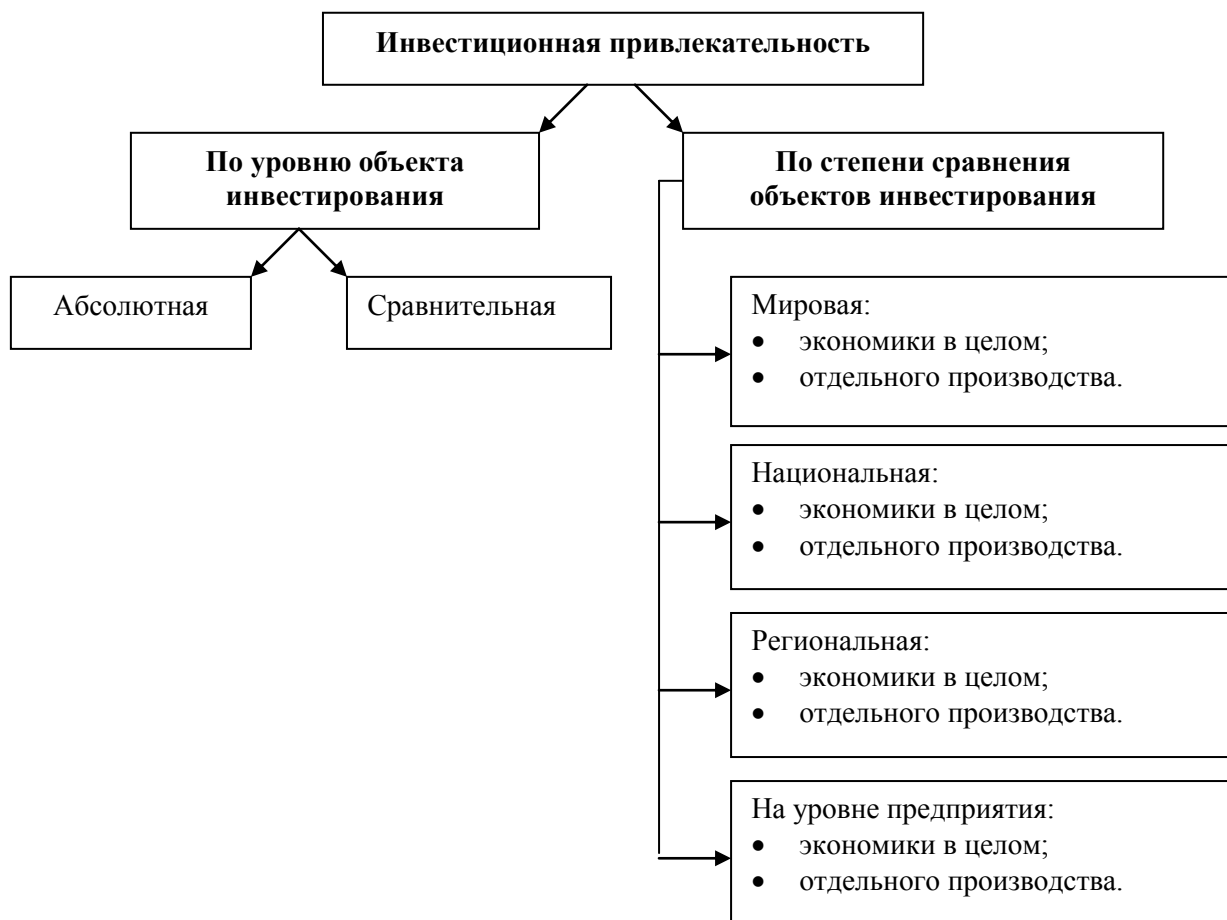 Инвестиционная привлекательность
По уровню объекта
инвестирования
По степени сравнения
объектов инвестирования
Абсолютная
Сравнительная
Мировая:
• экономики в целом;
• отдельного производства.
Национальная:
• экономики в целом;
• отдельного производства.
Региональная:
• экономики в целом;
• отдельного производства.
На уровне предприятия:
• экономики в целом;
• отдельного производства.